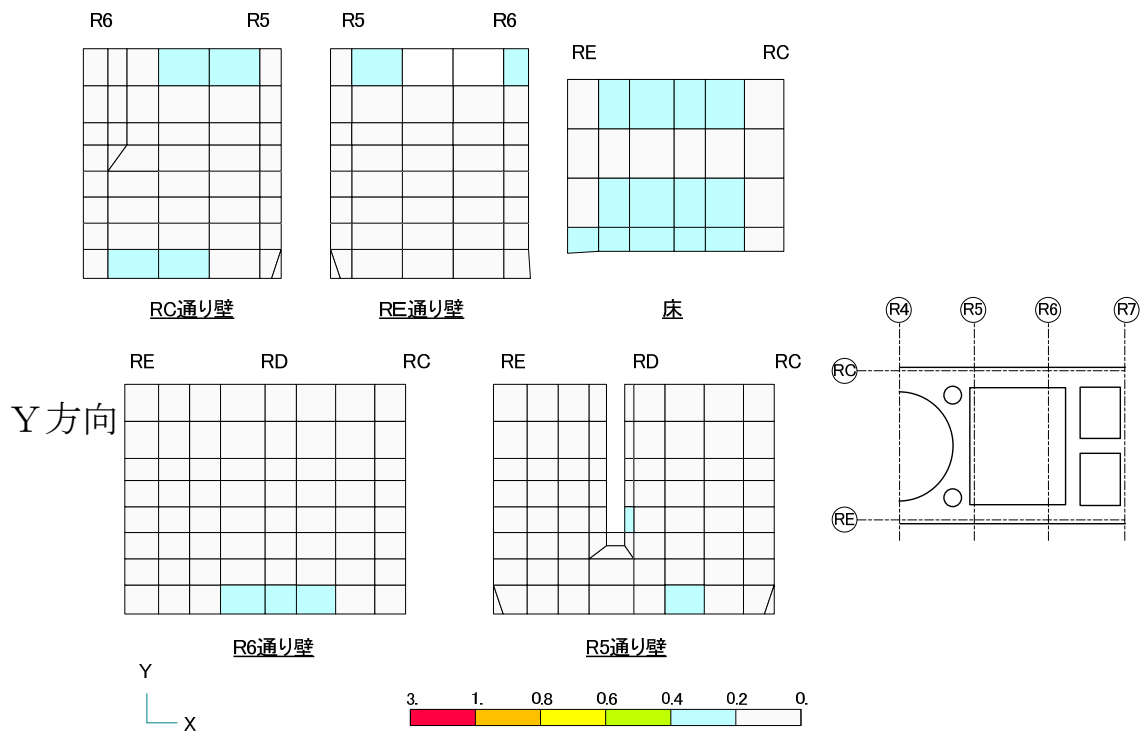 R6 R5
R5 R6
RE RC
RC通り壁
RE通り壁
床
R4 R5 R6 R7
RC
RE
Y方向
RE RD RC
RE RD RC
R6通り壁
R5通り壁
Y
X
3. 1. 0.8 0.6 0.4 0.2 0.